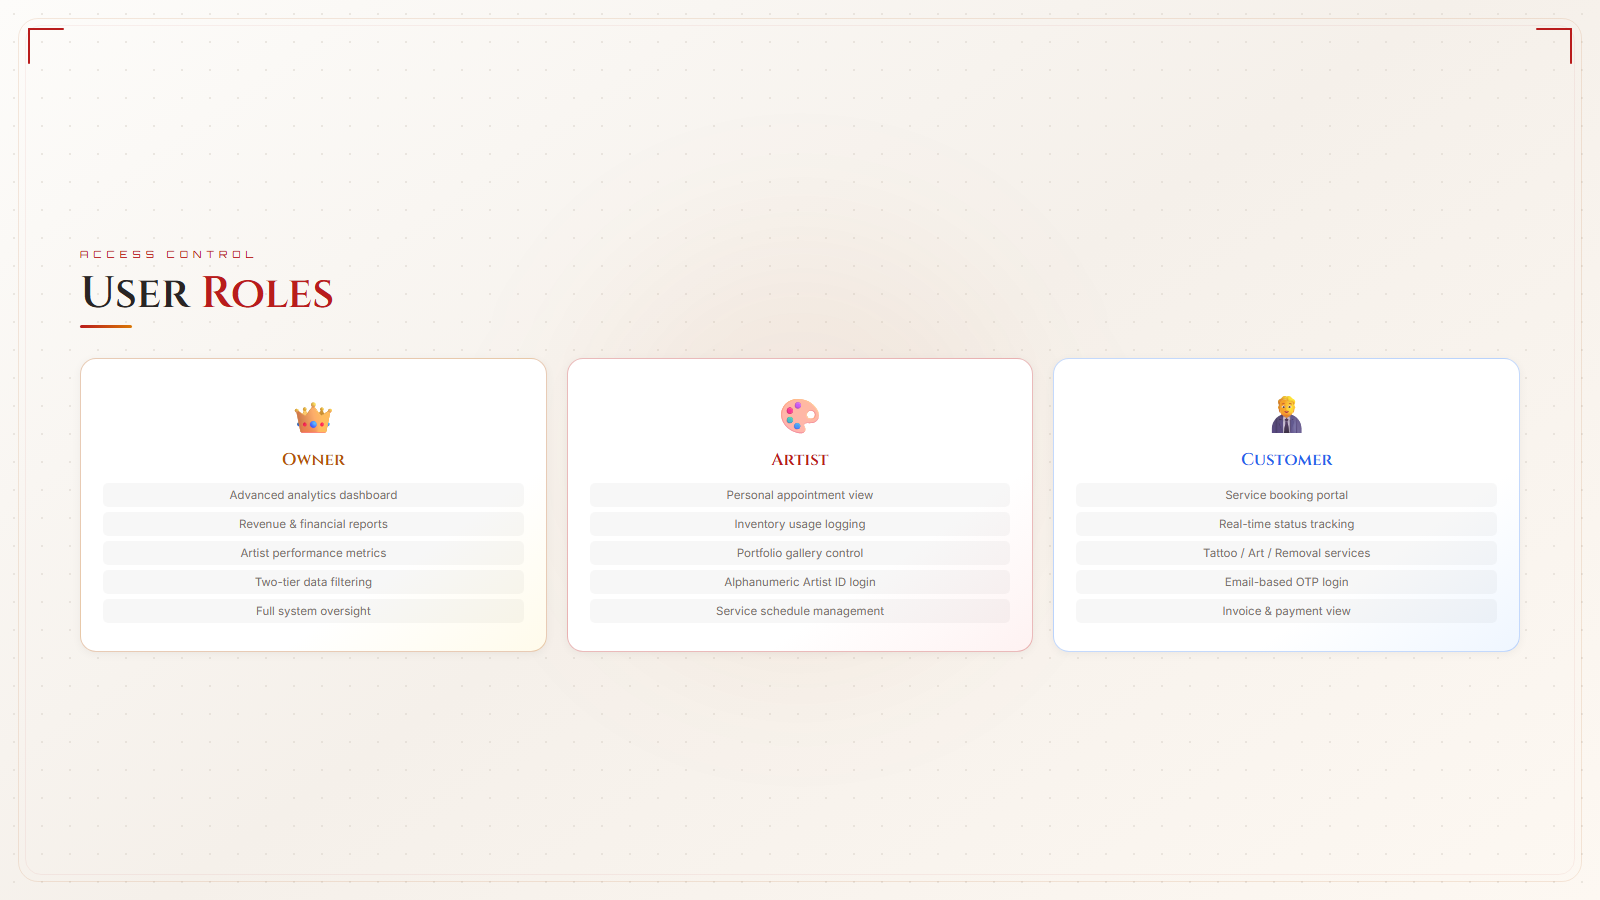 ACCESS CONTROL
User Roles
Owner
Advanced analytics dashboard
Revenue & financial reports
Artist performance metrics
Two-tier data filtering
Full system oversight
Artist
Personal appointment view
Inventory usage logging
Portfolio gallery control
Alphanumeric Artist ID login
Service schedule management
Customer
Service booking portal
Real-time status tracking
Tattoo / Art / Removal services
Email-based OTP login
Invoice & payment view